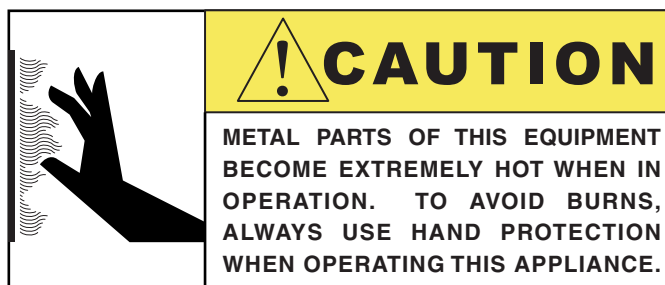 CAUTION
METAL PARTS OF THIS EQUIPMENT
BECOME EXTREMELY HOT WHEN IN
OPERATION. TO AVOID BURNS,
ALWAYS USE HAND PROTECTION
WHEN OPERATING THIS APPLIANCE.